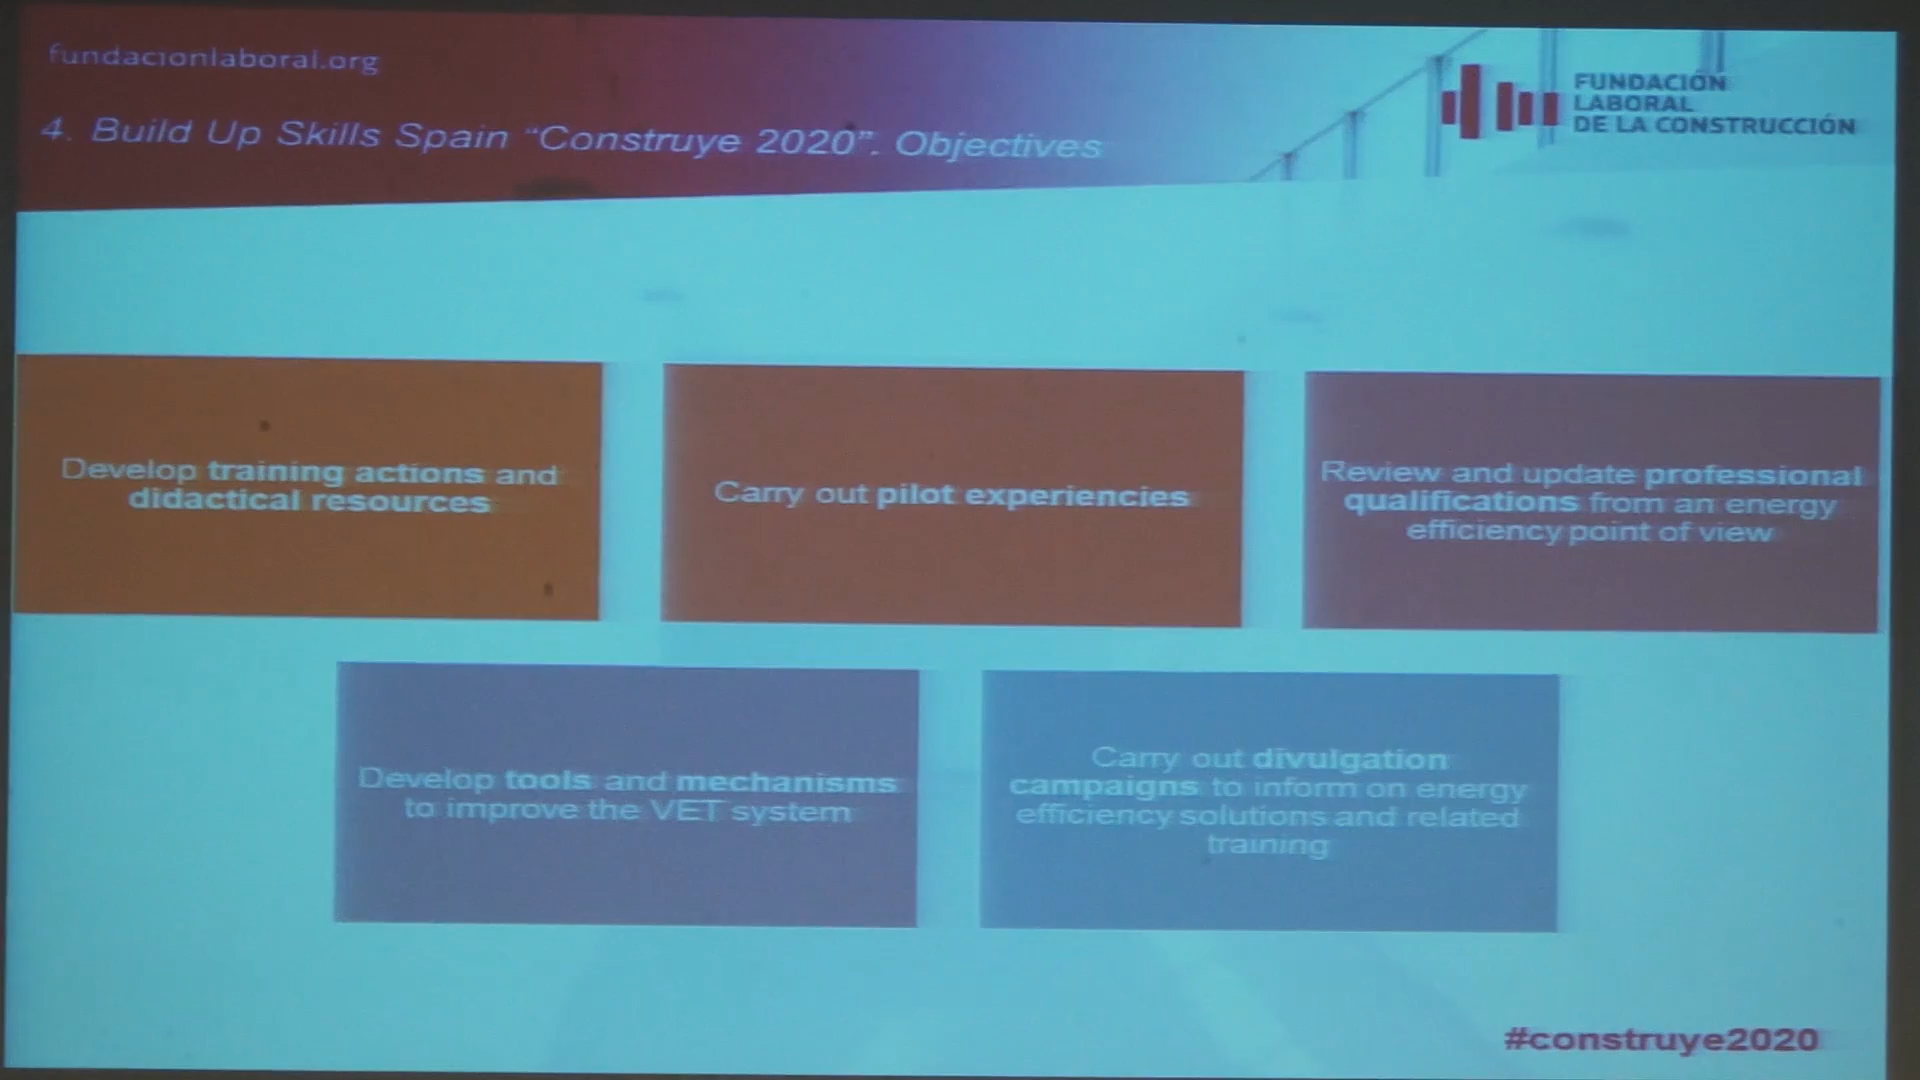 fundacionlaboral.org
FUNDACIÓN
LABORAL
DE LA CONSTRUCCIÓN
4. Build Up Skills Spain “Construye 2020”. Objectives
Develop training actions and
didactical resources
Carry out pilot experiencies
Review and update professional
qualifications from an energy
efficiency point of view
Develop tools and mechanisms
to improve the VET system
Carry out divulgation
campaigns to inform on energy
efficiency solutions and related
training
#construye2020